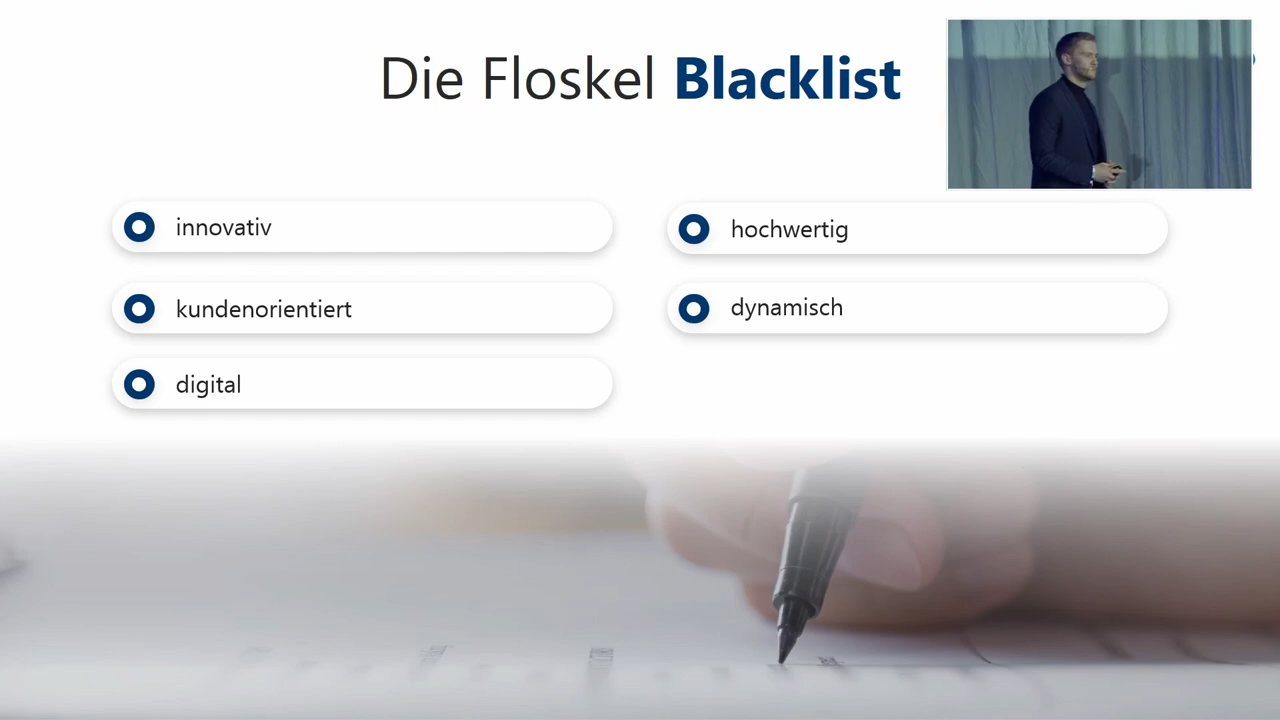 Die Floskel Blacklist
innovativ
kundenorientiert
digital
hochwertig
dynamisch